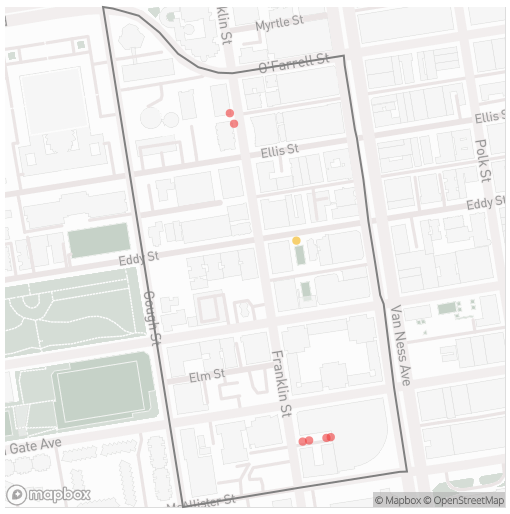 Myrtle St
klin St
O'Farrell St
Ellis St
Ellis St
Polk St
Eddy St
Eddy St
Gough St
Van Ness Ave
Franklin St
Elm St
Gate Ave
McAllister St
mapbox
© Mapbox © OpenStreetMap